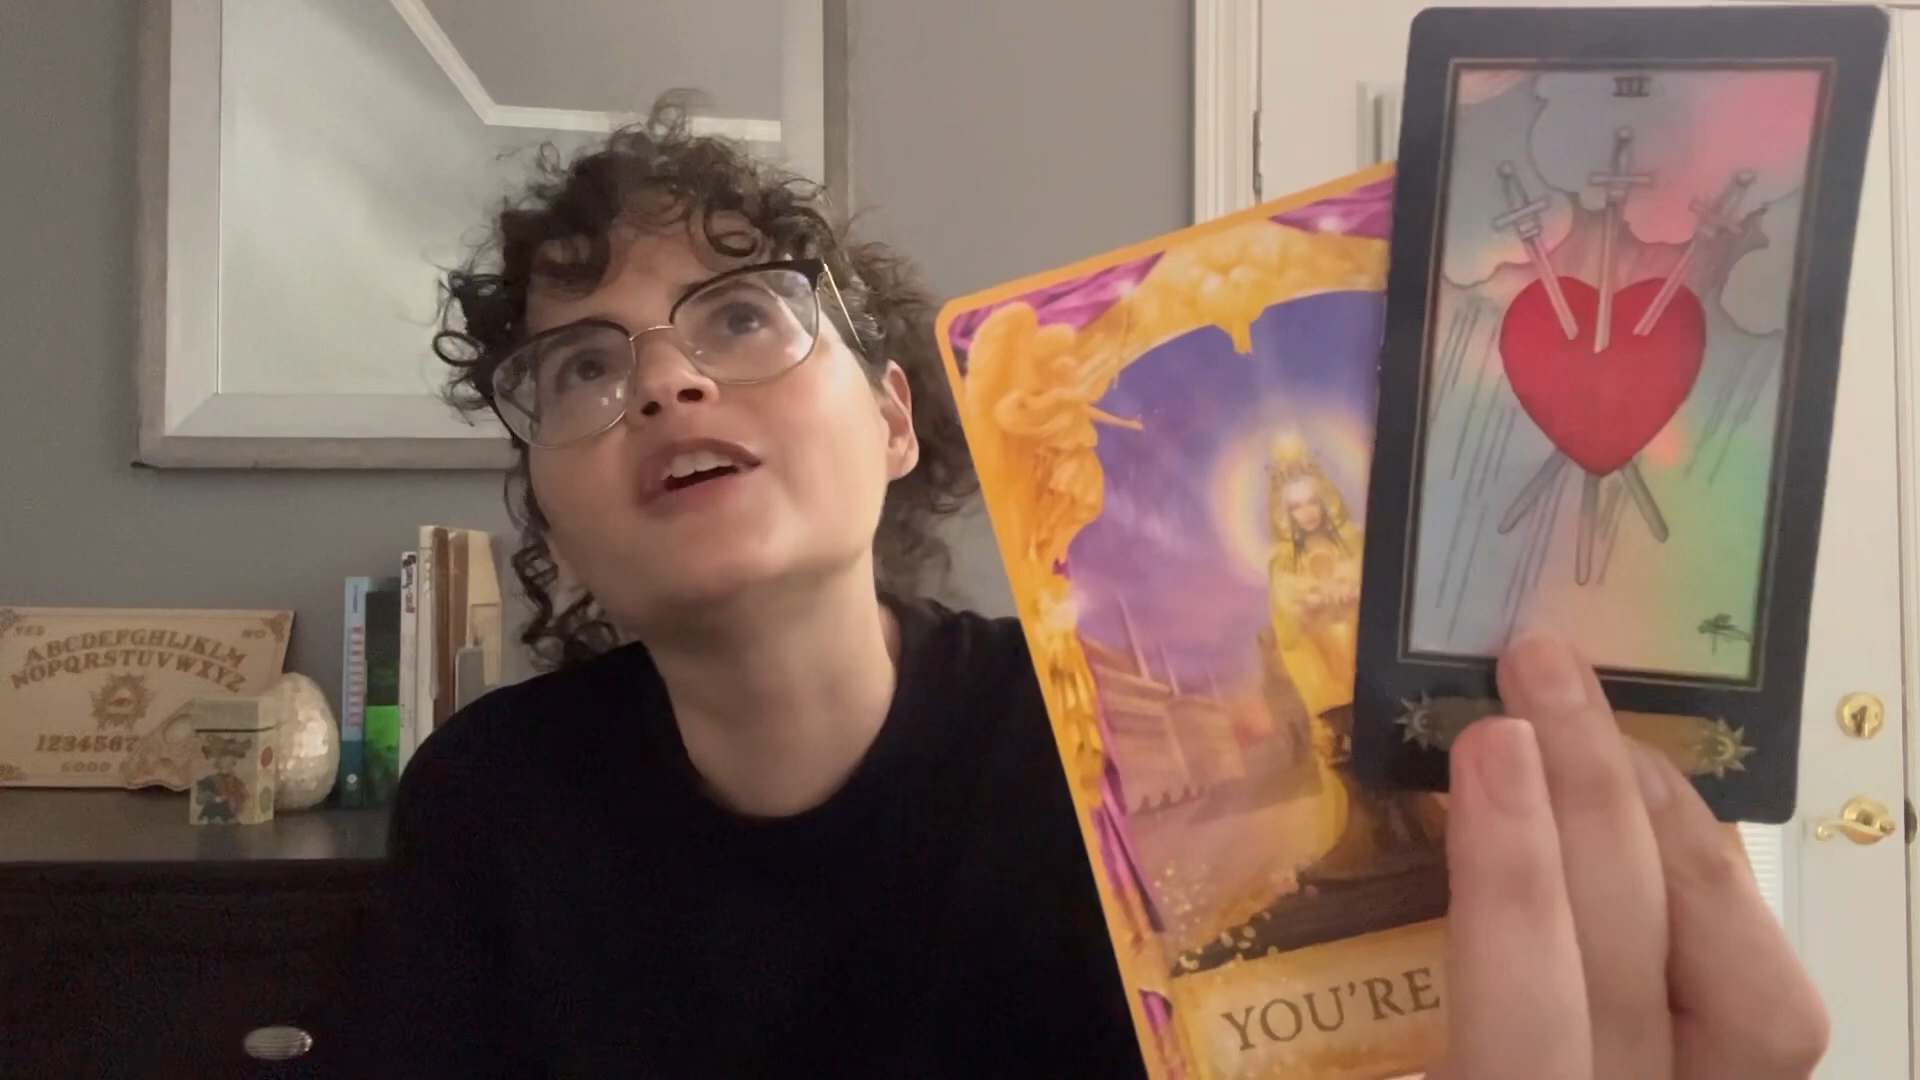 III
YOU'RE
YES
NO
ABCDEFGHIJKLM
NOPQRSTUVWXYZ
1234567
GOOD